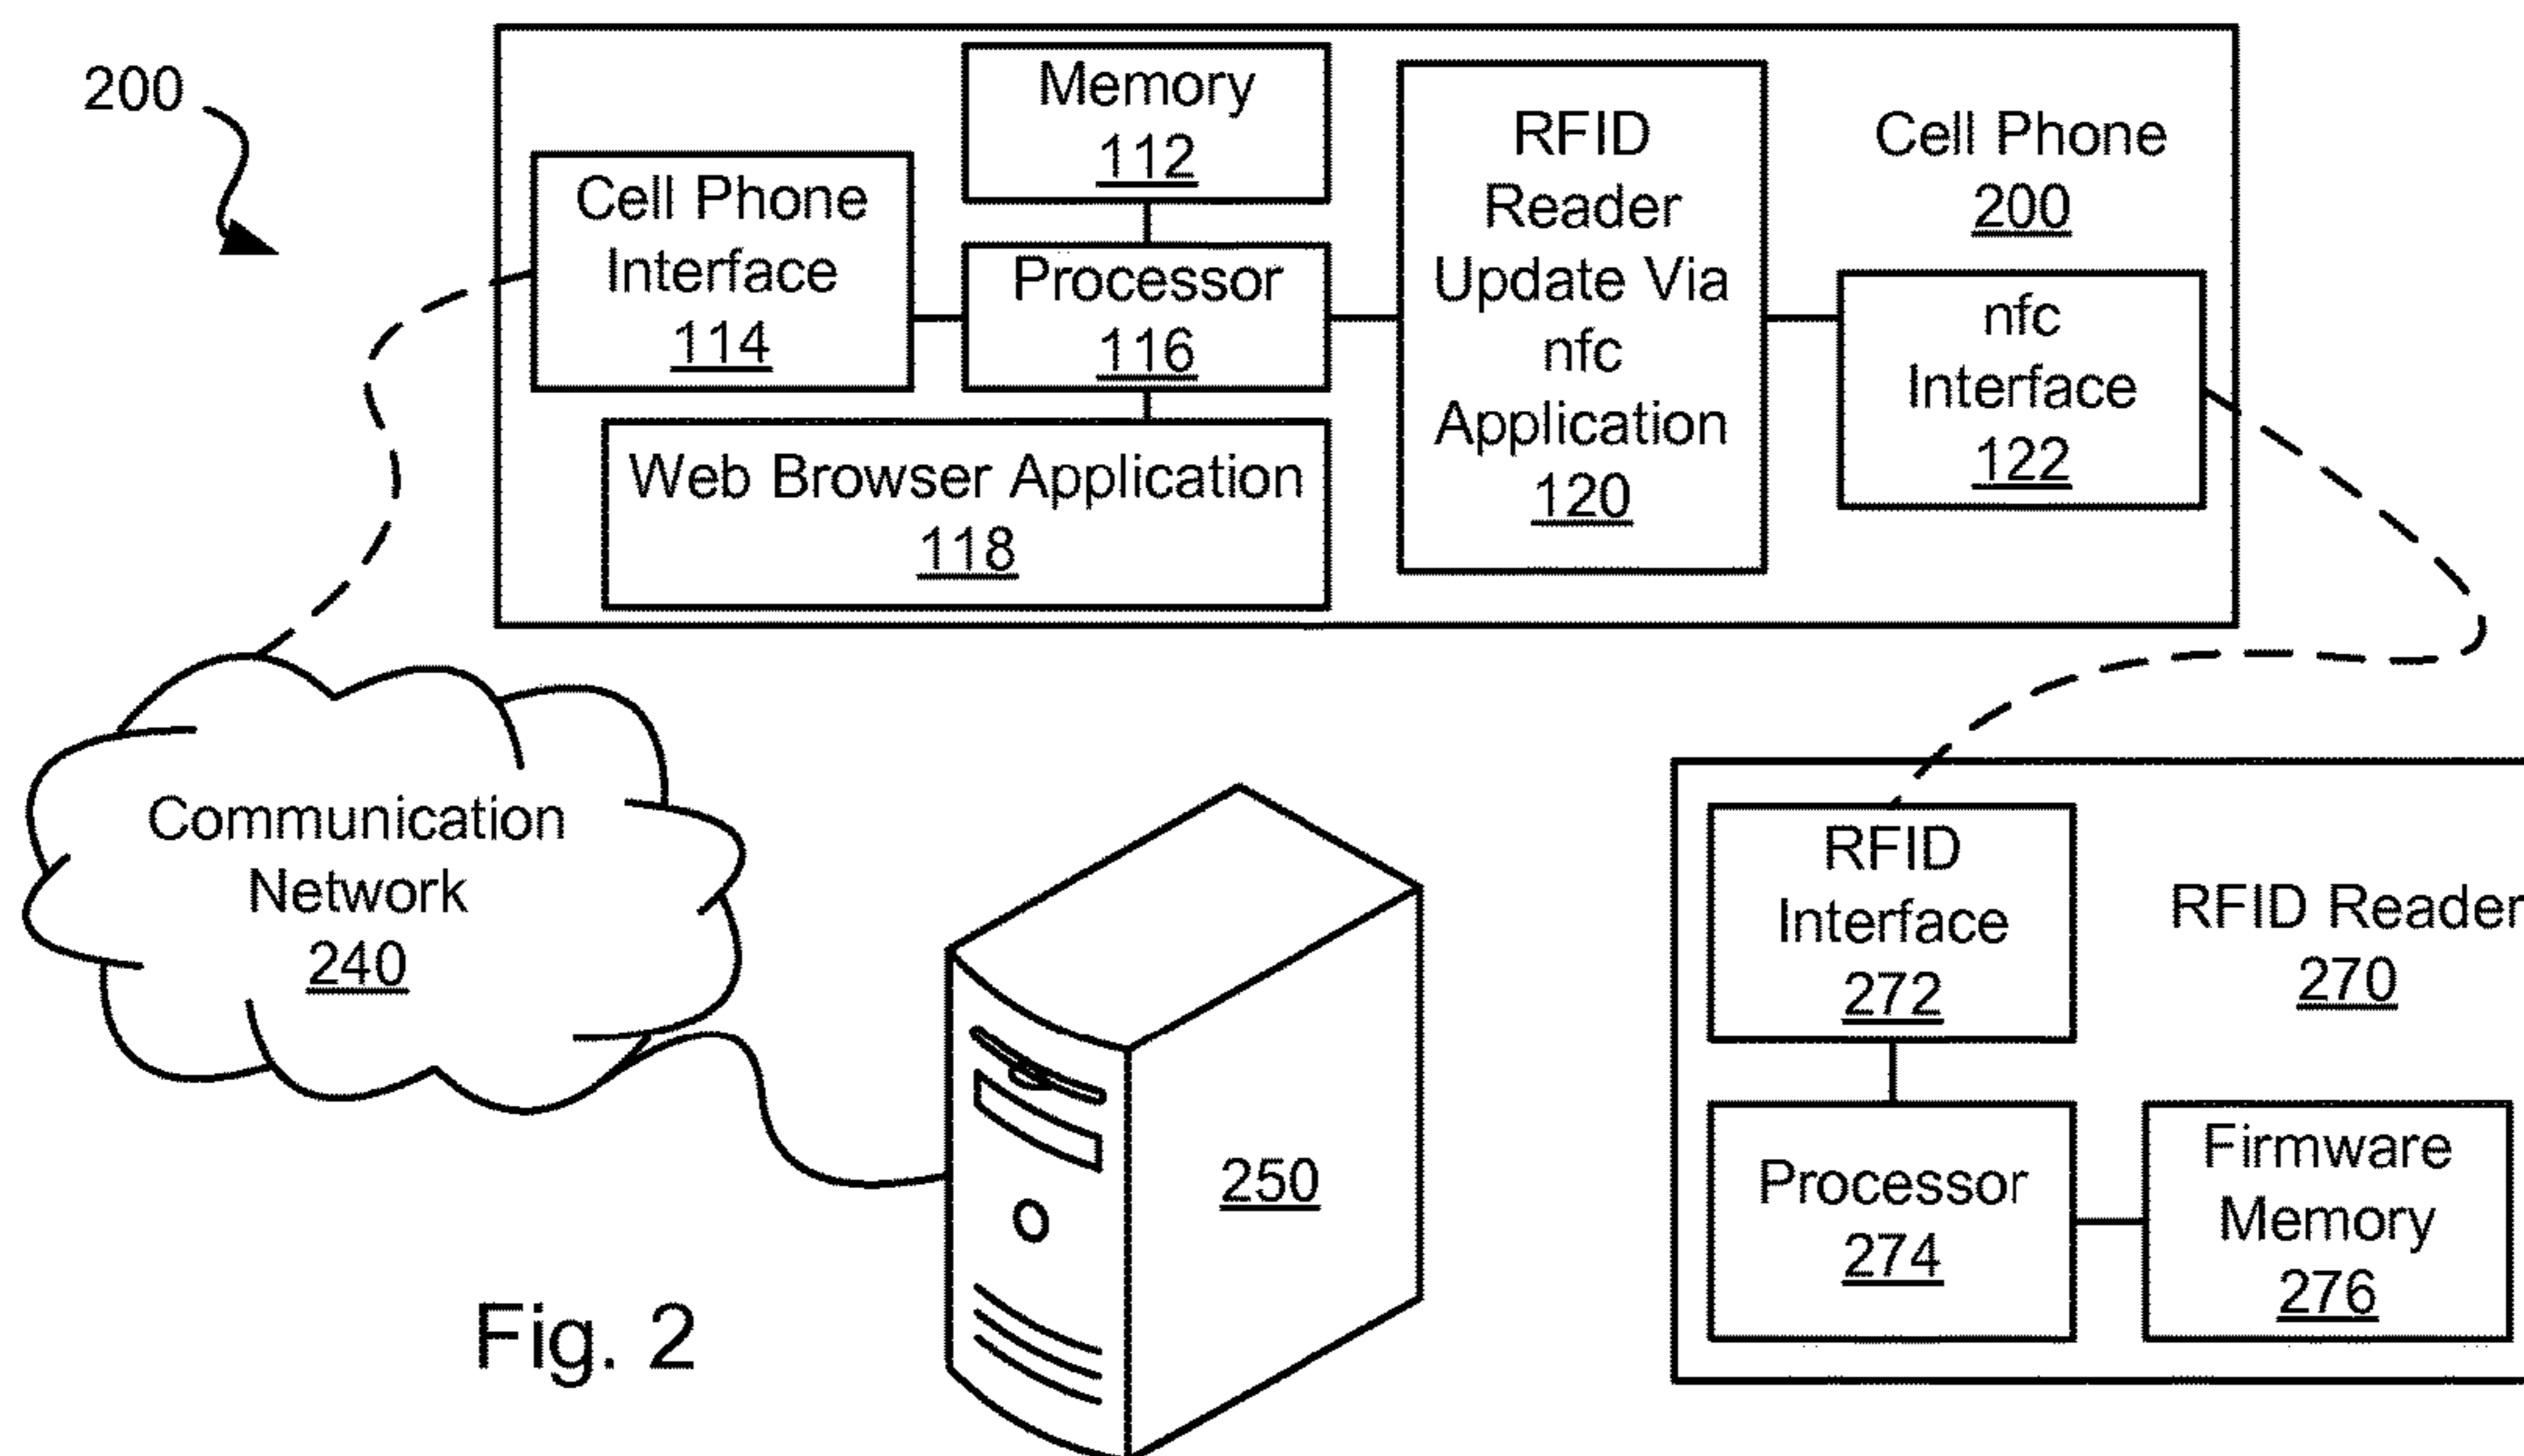 200
Memory
112
Cell Phone
Interface
114
Processor
116
Web Browser Application
118
RFID
Reader
Update Via
nfc
Application
120
Cell Phone
200
nfc
Interface
122
Communication
Network
240
250
RFID
Interface
272
RFID Reader
270
Processor
274
Firmware
Memory
276
Fig. 2